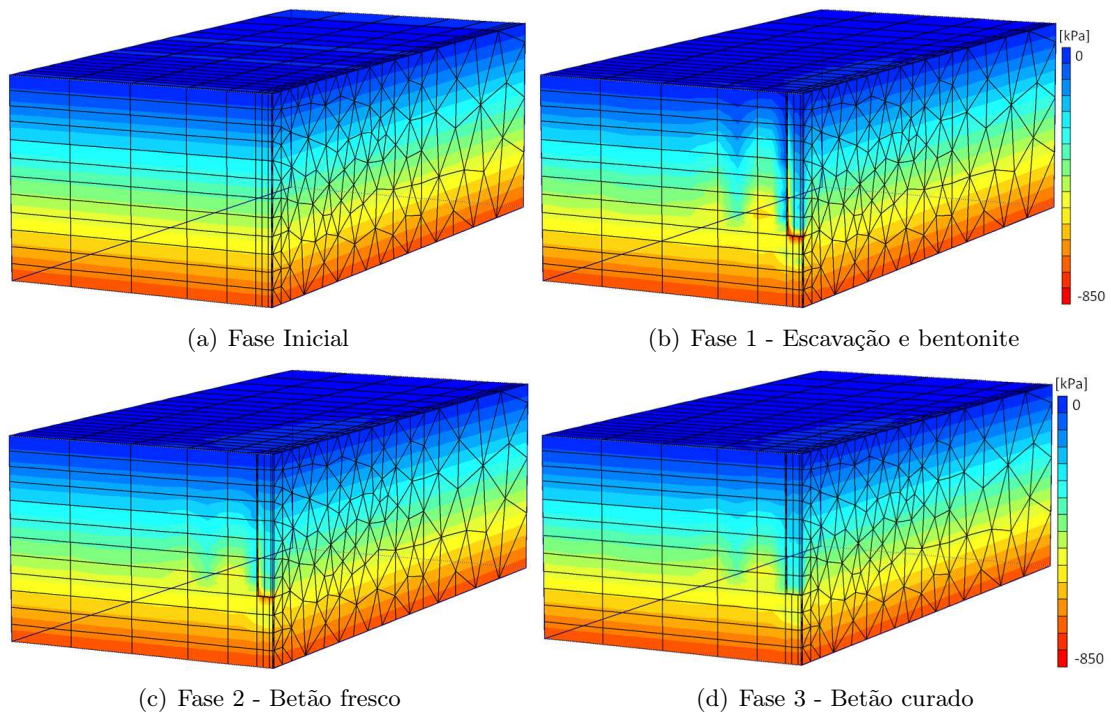 [kPa]
0
-850
(a) Fase Inicial
(b) Fase 1 - Escavação e bentonite
[kPa]
0
-850
(c) Fase 2 - Betão fresco
(d) Fase 3 - Betão curado